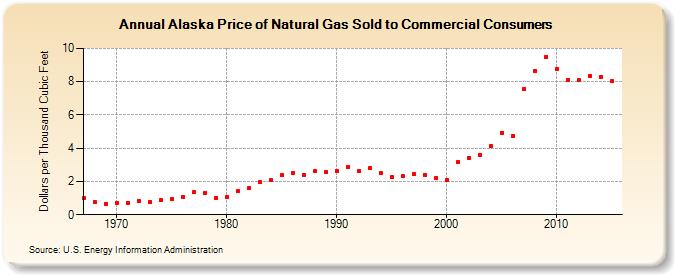 Annual Alaska Price of Natural Gas Sold to Commercial Consumers
Dollars per Thousand Cubic Feet
10
8
6
4
2
0
1970 1980 1990 2000 2010
Source: U.S. Energy Information Administration